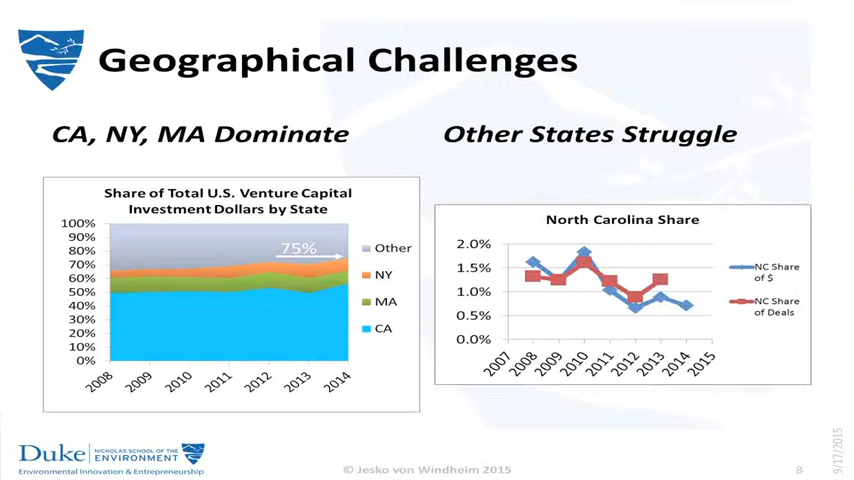 Geographical Challenges
CA, NY, MA Dominate
Other States Struggle
Share of Total U.S. Venture Capital
Investment Dollars by State
100%
90%
80%
70%
60%
50%
40%
30%
20%
10%
0%
75%
Other
NY
MA
CA
2008
2009
2010
2011
2012
2013
2014
North Carolina Share
2.0%
1.5%
1.0%
0.5%
0.0%
NC Share
of $
NC Share
of Deals
2007
2008
2009
2010
2011
2012
2013
2014
2015
Duke
NICHOLAS SCHOOL OF THE
ENVIRONMENT
Environmental Innovation & Entrepreneurship
© Jesko von Windheim 2015
8
9/17/2015